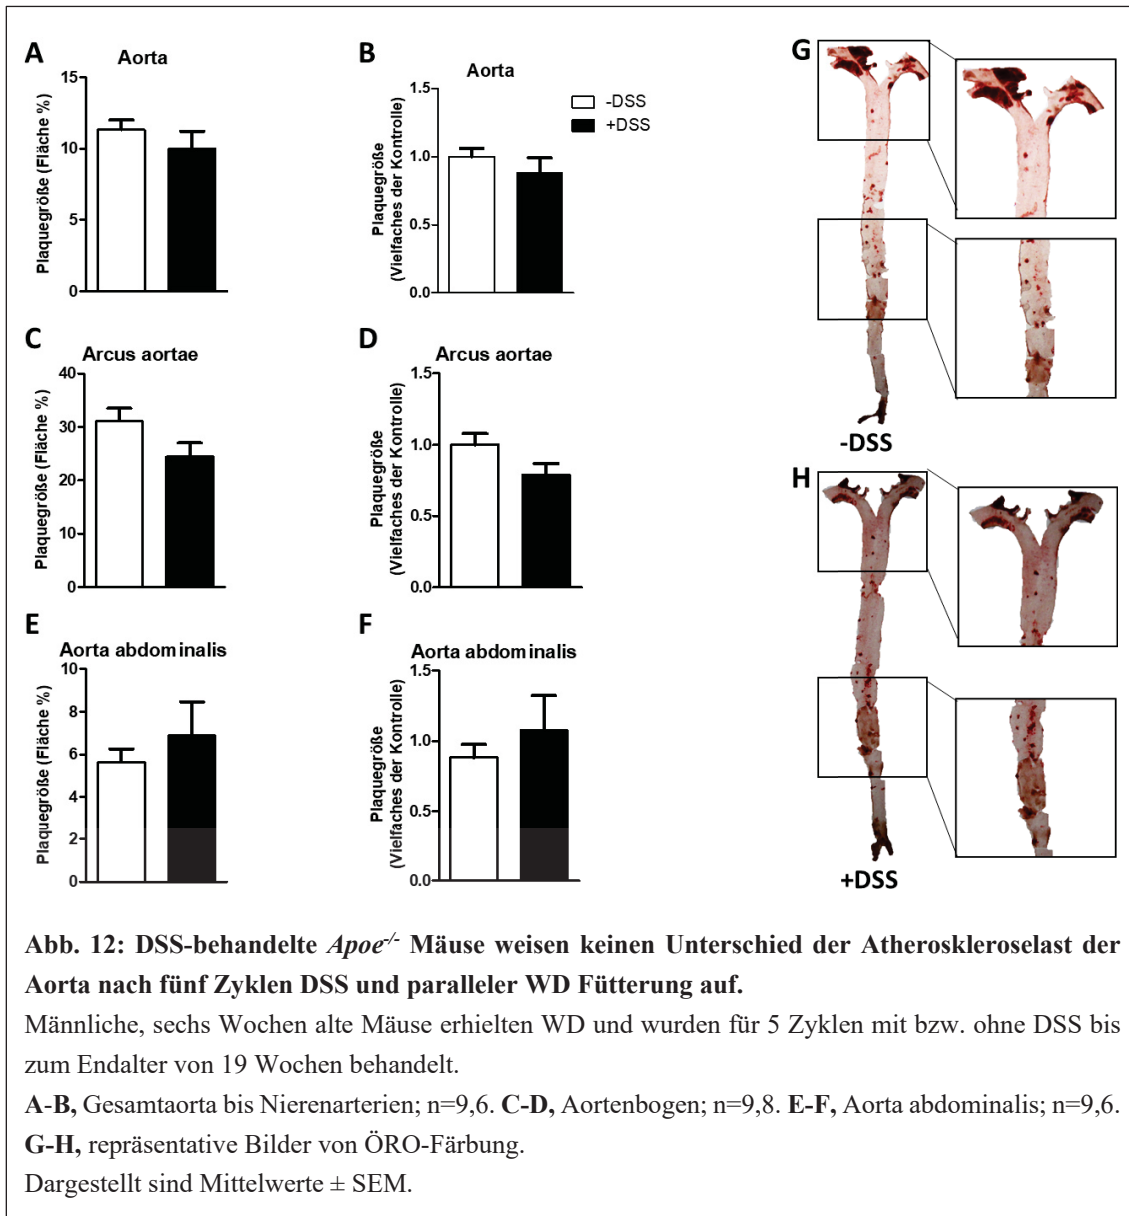 A
Aorta
Plaquegröße (Fläche %)
15
10
5
0
B
Aorta
Plaquegröße
(Vielfaches der Kontrolle)
1.5
1.0
0.5
0.0
-DSS
+DSS
C
Arcus aortae
Plaquegröße (Fläche %)
40
30
20
10
0
D
Arcus aortae
Plaquegröße
(Vielfaches der Kontrolle)
1.5
1.0
0.5
0.0
E
Aorta abdominalis
Plaquegröße (Fläche %)
10
8
6
4
2
0
F
Aorta abdominalis
Plaquegröße
(Vielfaches der Kontrolle)
1.5
1.0
0.5
0.0
G
-DSS
H
+DSS
Abb. 12: DSS-behandelte Apoe-/- Mäuse weisen keinen Unterschied der Atheroskleroselast der
Aorta nach fünf Zyklen DSS und paralleler WD Fütterung auf.
Männliche, sechs Wochen alte Mäuse erhielten WD und wurden für 5 Zyklen mit bzw. ohne DSS bis
zum Endalter von 19 Wochen behandelt.
A-B, Gesamtaorta bis Nierenarterien; n=9,6. C-D, Aortenbogen; n=9,8. E-F, Aorta abdominalis; n=9,6.
G-H, repräsentative Bilder von ÖRO-Färbung.
Dargestellt sind Mittelwerte ± SEM.